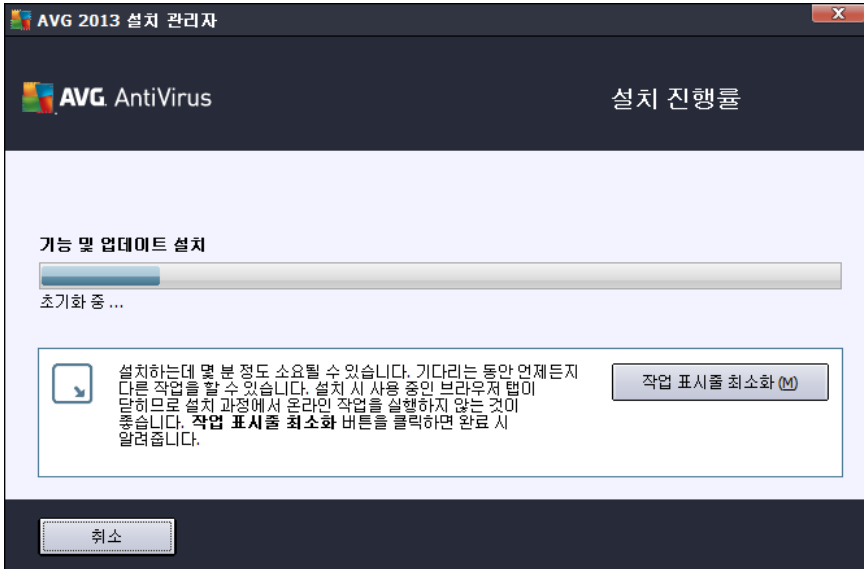 AVG 2013 설치 관리자
X
AVG. AntiVirus
설치 진행률
기능 및 업데이트 설치
초기화 중 ...
설치하는데 몇 분 정도 소요될 수 있습니다. 기다리는 동안 언제든지
다른 작업을 할 수 있습니다. 설치 시 사용 중인 브라우저 탭이
닫히므로 설치 과정에서 온라인 작업을 실행하지 않는 것이
좋습니다. 작업 표시줄 최소화 버튼을 클릭하면 완료 시
알려줍니다.
작업 표시줄 최소화(M)
취소